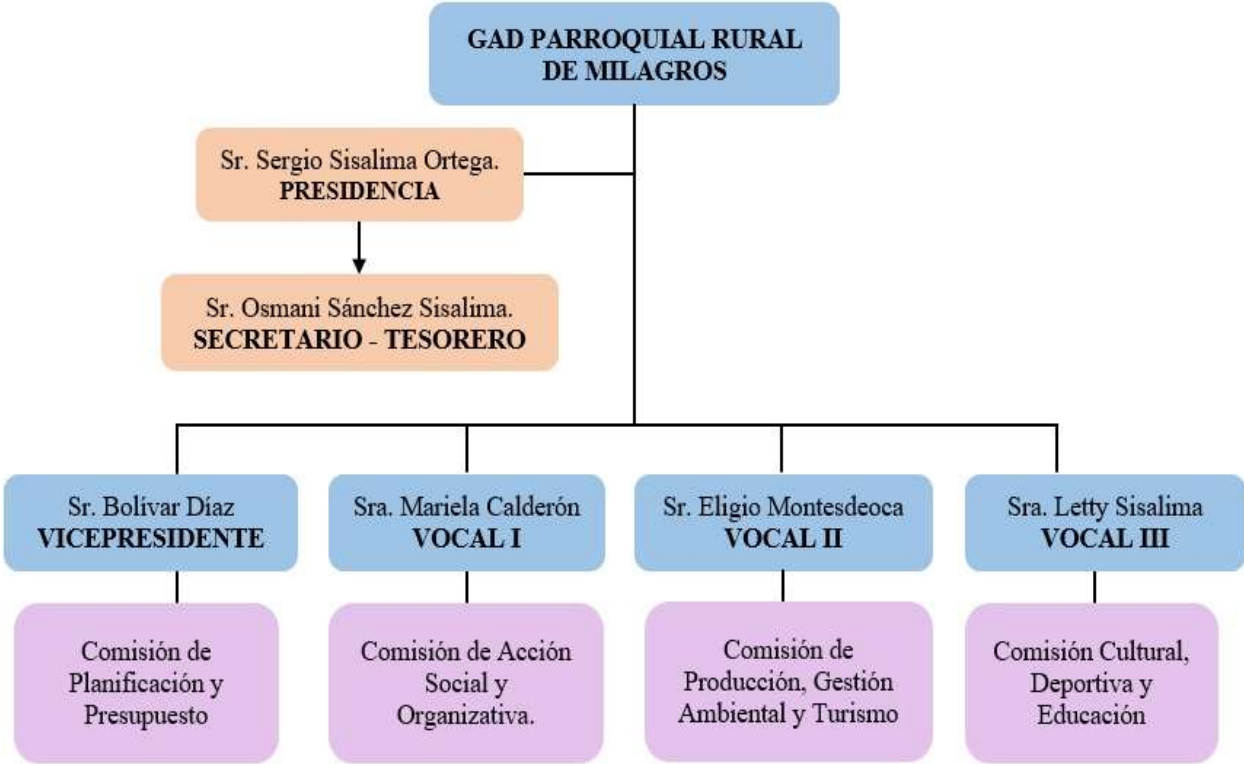 GAD PARROQUIAL RURAL
DE MILAGROS
Sr. Sergio Sisalima Ortega.
PRESIDENCIA
Sr. Osmani Sánchez Sisalima.
SECRETARIO - TESORERO
Sr. Bolívar Díaz
VICEPRESIDENTE
Sra. Mariela Calderón
VOCAL I
Sr. Eligio Montesdeoca
VOCAL II
Sra. Letty Sisalima
VOCAL III
Comisión de
Planificación y
Presupuesto
Comisión de Acción
Social y
Organizativa.
Comisión de
Producción, Gestión
Ambiental y Turismo
Comisión Cultural,
Deportiva y
Educación